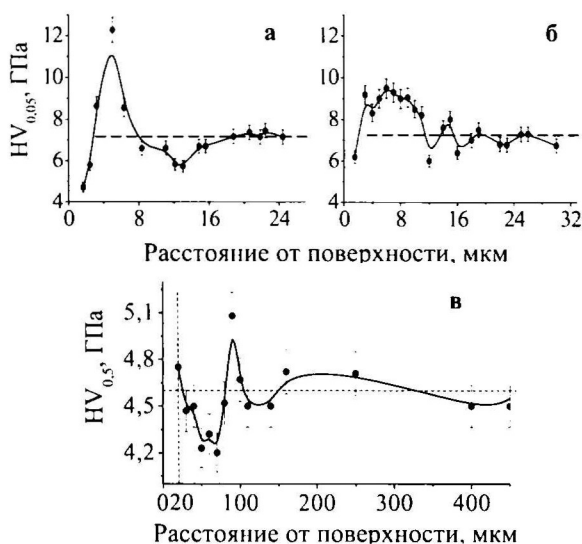 а
б
HV0,05, ГПа
12
10
8
6
4
0 8 16 24
12
10
8
6
4
0 8 16 24 32
Расстояние от поверхности, мкм
в
HV0,5, ГПа
5,1
4,8
4,5
4,2
020 100 200 300 400
Расстояние от поверхности, мкм